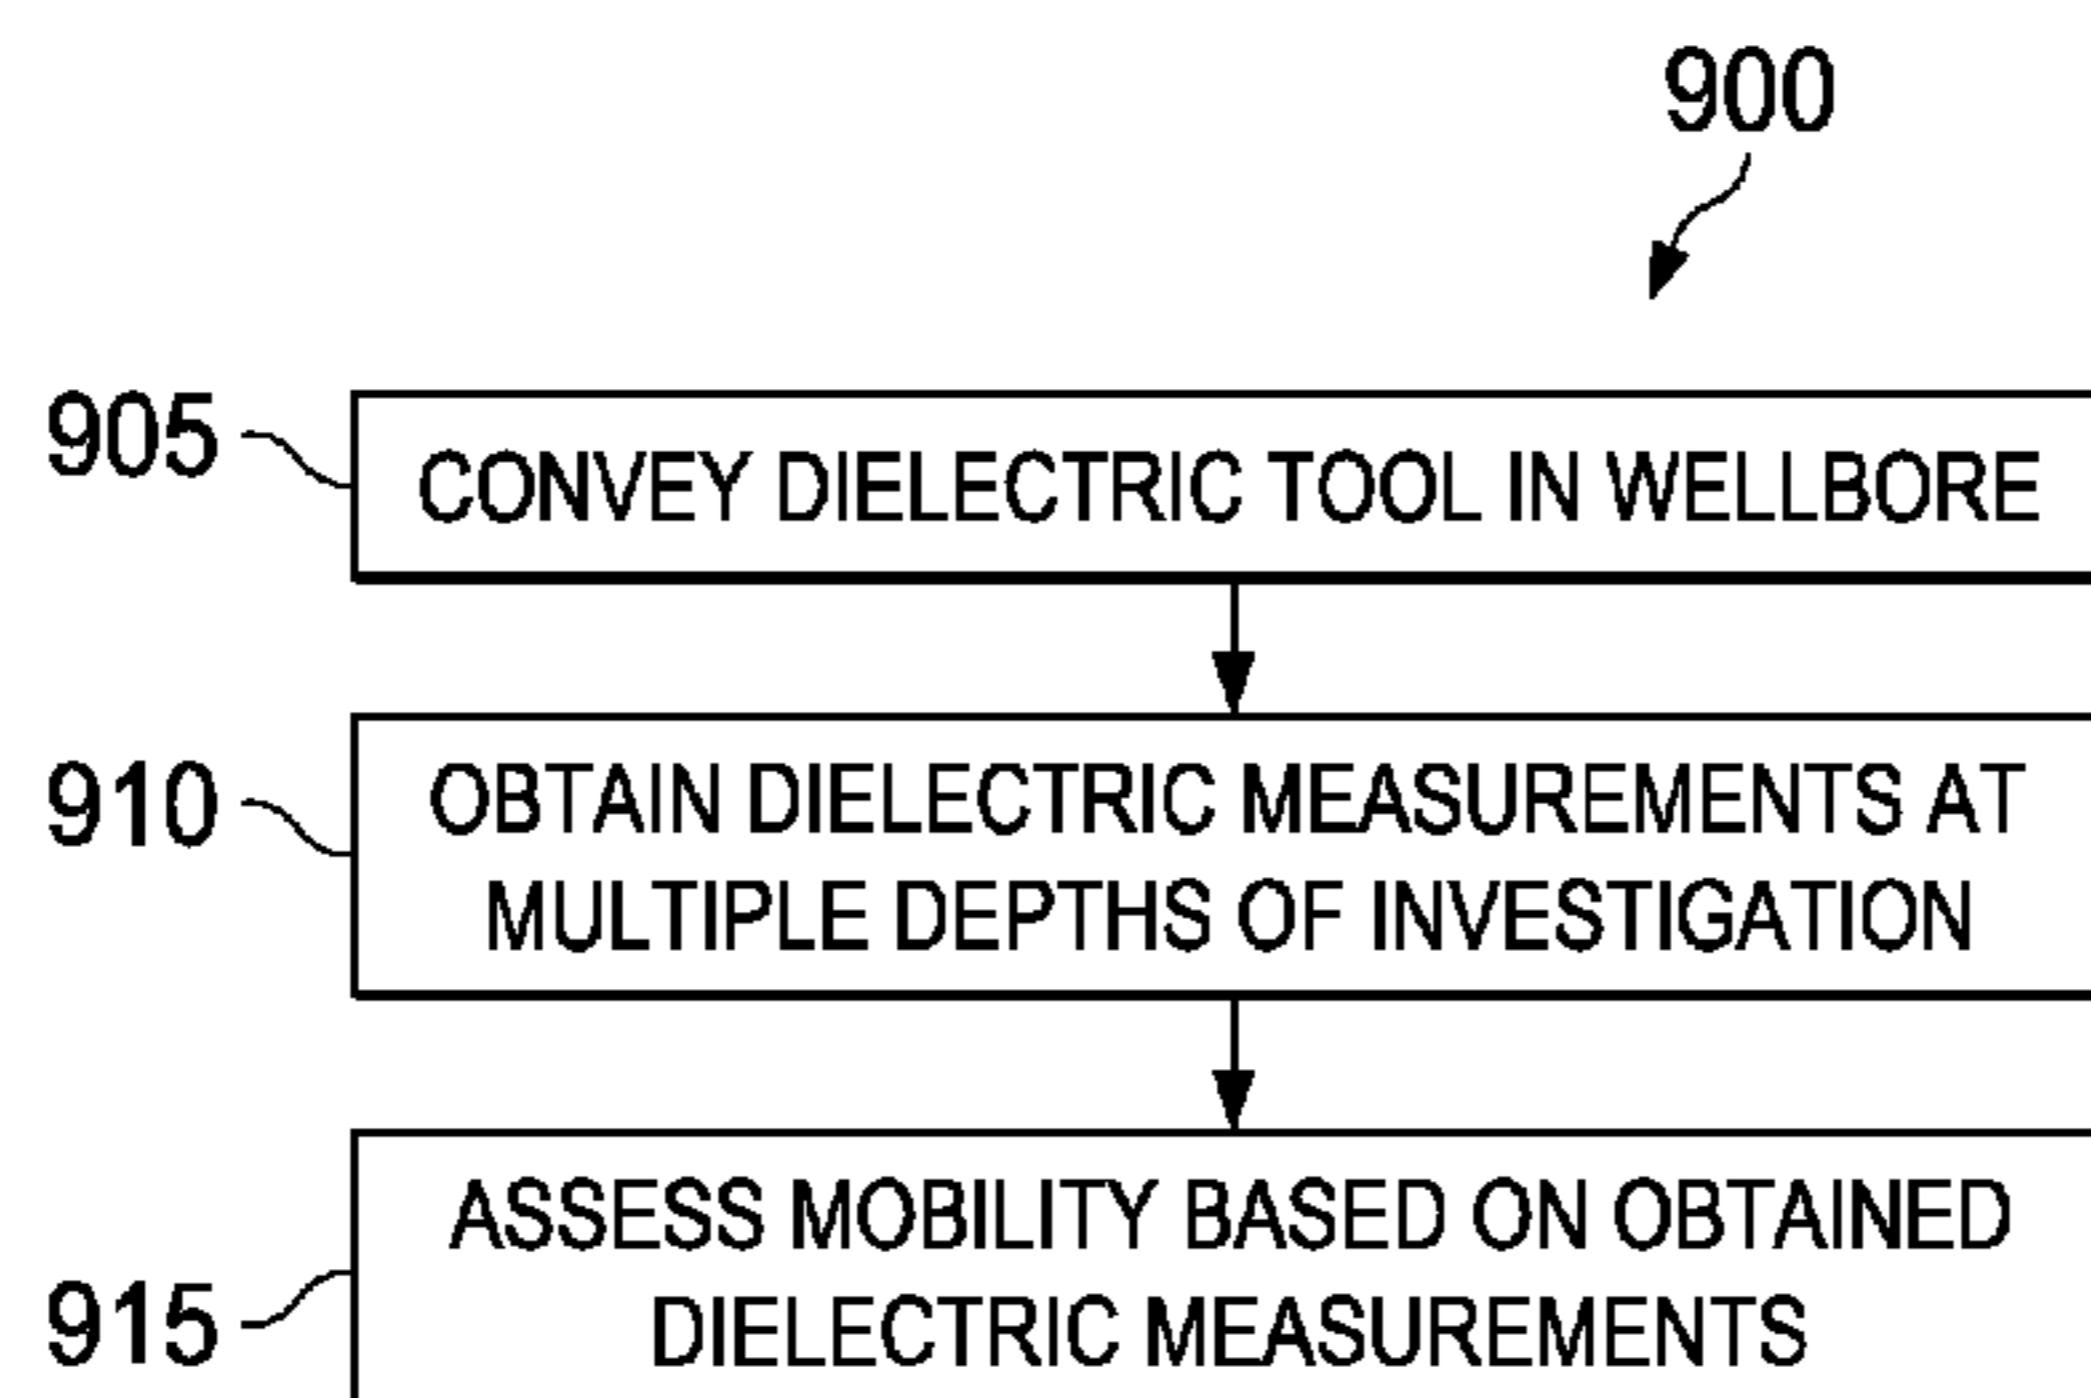 900
905
CONVEY DIELECTRIC TOOL IN WELLBORE
910
OBTAIN DIELECTRIC MEASUREMENTS AT
MULTIPLE DEPTHS OF INVESTIGATION
ASSESS MOBILITY BASED ON OBTAINED
915
DIELECTRIC MEASUREMENTS